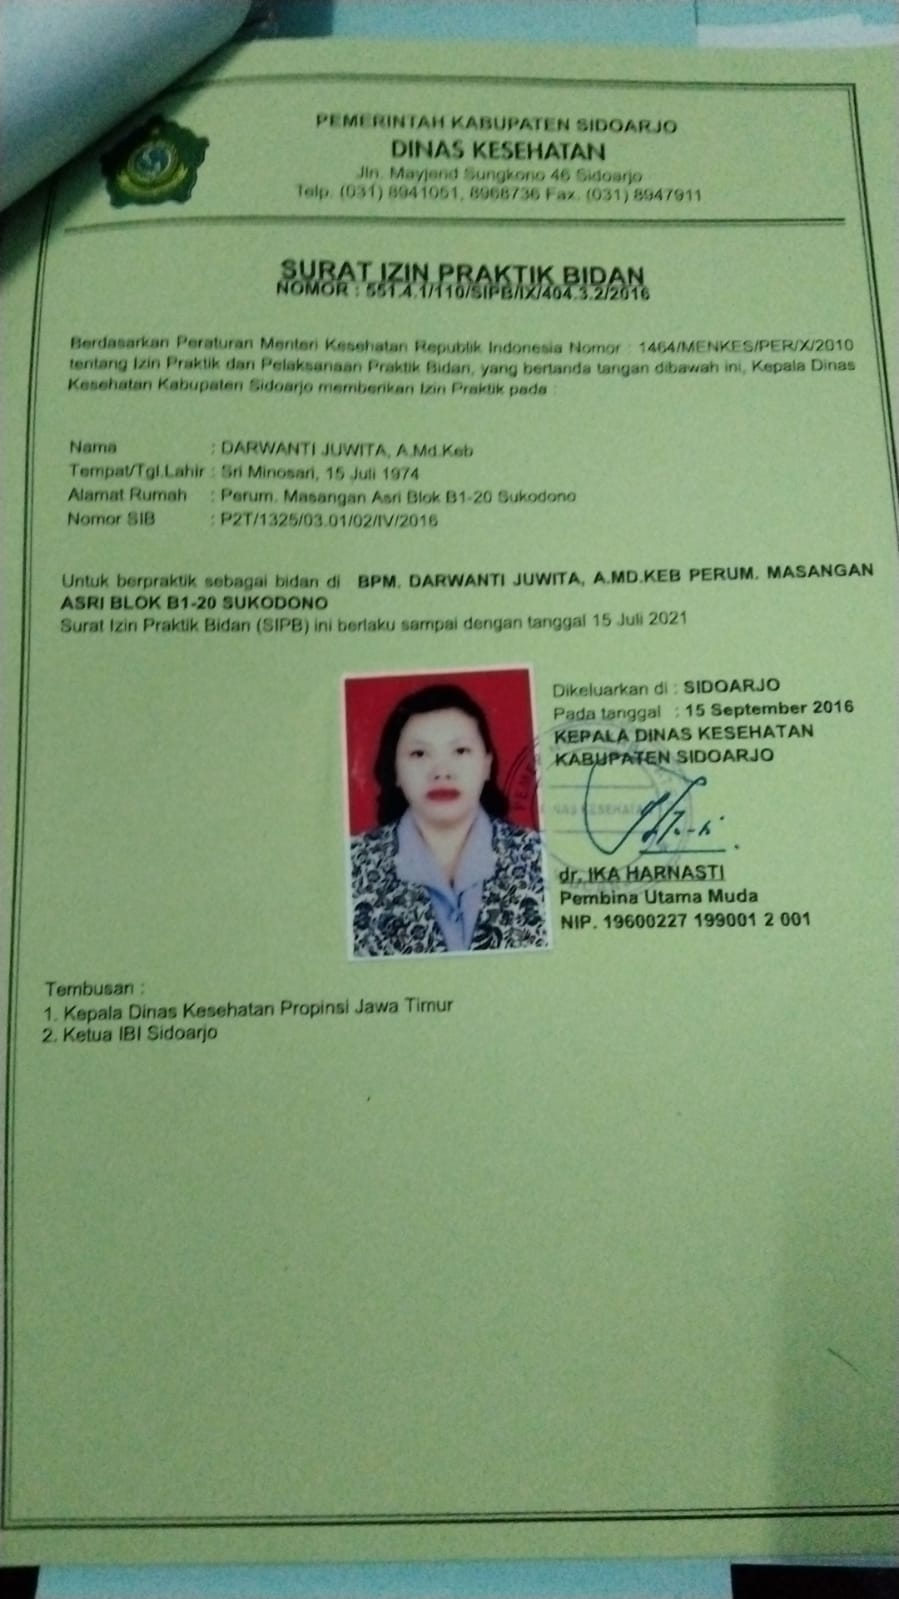 PEMERINTAH KABUPATEN SIDOARJO
DINAS KESEHATAN
Jln. Mayjend Sungkono 46 Sidoarjo
Telp. (031) 8941051, 8968736 Fax. (031) 8947911
SURAT IZIN PRAKTIK BIDAN
NOMOR : 551.4.1/110/SIPB/IX/404.3.2/2016
Berdasarkan Peraturan Menteri Kesehatan Republik Indonesia Nomor : 1464/MENKES/PER/X/2010
tentang Izin Praktik dan Pelaksanaan Praktik Bidan, yang bertanda tangan dibawah ini, Kepala Dinas
Kesehatan Kabupaten Sidoarjo memberikan Izin Praktik pada :
Nama : DARWANTI JUWITA, A.Md.Keb
Tempat/Tgl.Lahir : Sri Minosari, 15 Juli 1974
Alamat Rumah : Perum. Masangan Asri Blok B1-20 Sukodono
Nomor SIB : P2T/1325/03.01/02/IV/2016
Untuk berpraktik sebagai bidan di BPM. DARWANTI JUWITA, A.MD.KEB PERUM. MASANGAN
ASRI BLOK B1-20 SUKODONO
Surat Izin Praktik Bidan (SIPB) ini berlaku sampai dengan tanggal 15 Juli 2021
Dikeluarkan di : SIDOARJO
Pada tanggal : 15 September 2016
KEPALA DINAS KESEHATAN
KABUPATEN SIDOARJO
DINAS KESEHATAN
dr. IKA HARNASTI
Pembina Utama Muda
NIP. 19600227 199001 2 001
Tembusan :
1. Kepala Dinas Kesehatan Propinsi Jawa Timur
2. Ketua IBI Sidoarjo